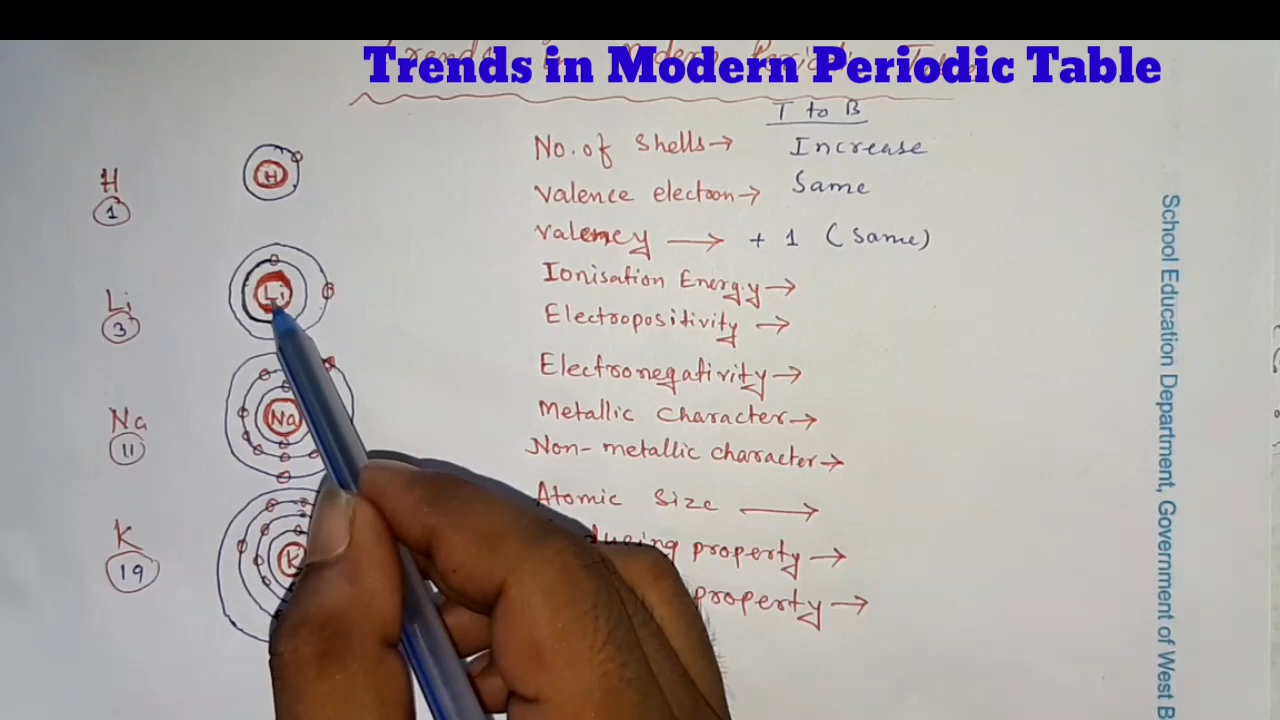 Trends in Modern Periodic Table
T to B
No. of Shells→ Increase
Valence electron→ Same
Valency → + 1 (Same)
Ionisation Energy→
Electropositivity →
Electronegativity→
Metallic Character→
Non-metallic character→
Atomic Size →
property →
property →
H
1
H
Li
3
Li
Na
11
Na
K
19
K
School Education Department, Government of West B